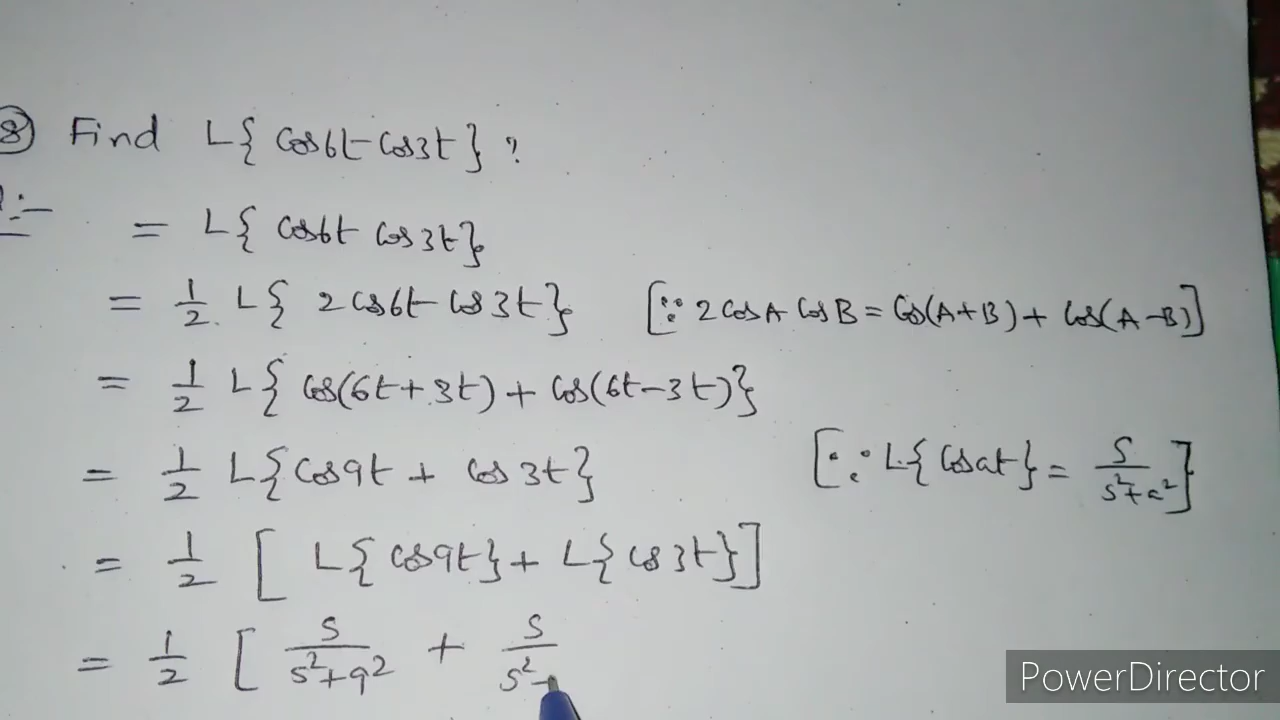 ⑧ Find L{ Cos6t-Cos3t} ?
:-
= L{ Cos6t Cos3t}
= 1/2 L{ 2Cos6t-Cos3t} [∵ 2CosA CosB = Cos(A+B) + Cos(A-B)]
= 1/2 L{ Cos(6t+3t) + Cos(6t-3t)}
= 1/2 L{Cos9t + Cos3t} [∵ L{Cosat} = S/s²+a²]
= 1/2 [ L{Cos9t} + L{Cos3t}]
= 1/2 [ S/s²+9² + S/s²
PowerDirector